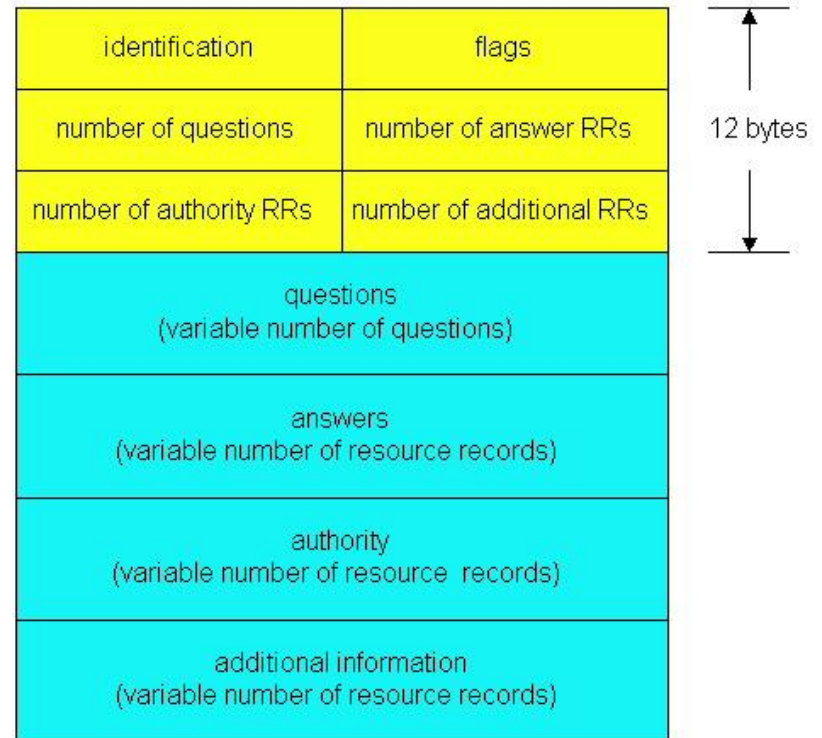 identification
flags
number of questions
number of answer RRs
12 bytes
number of authority RRs
number of additional RRs
questions
(variable number of questions)
answers
(variable number of resource records)
authority
(variable number of resource records)
additional information
(variable number of resource records)